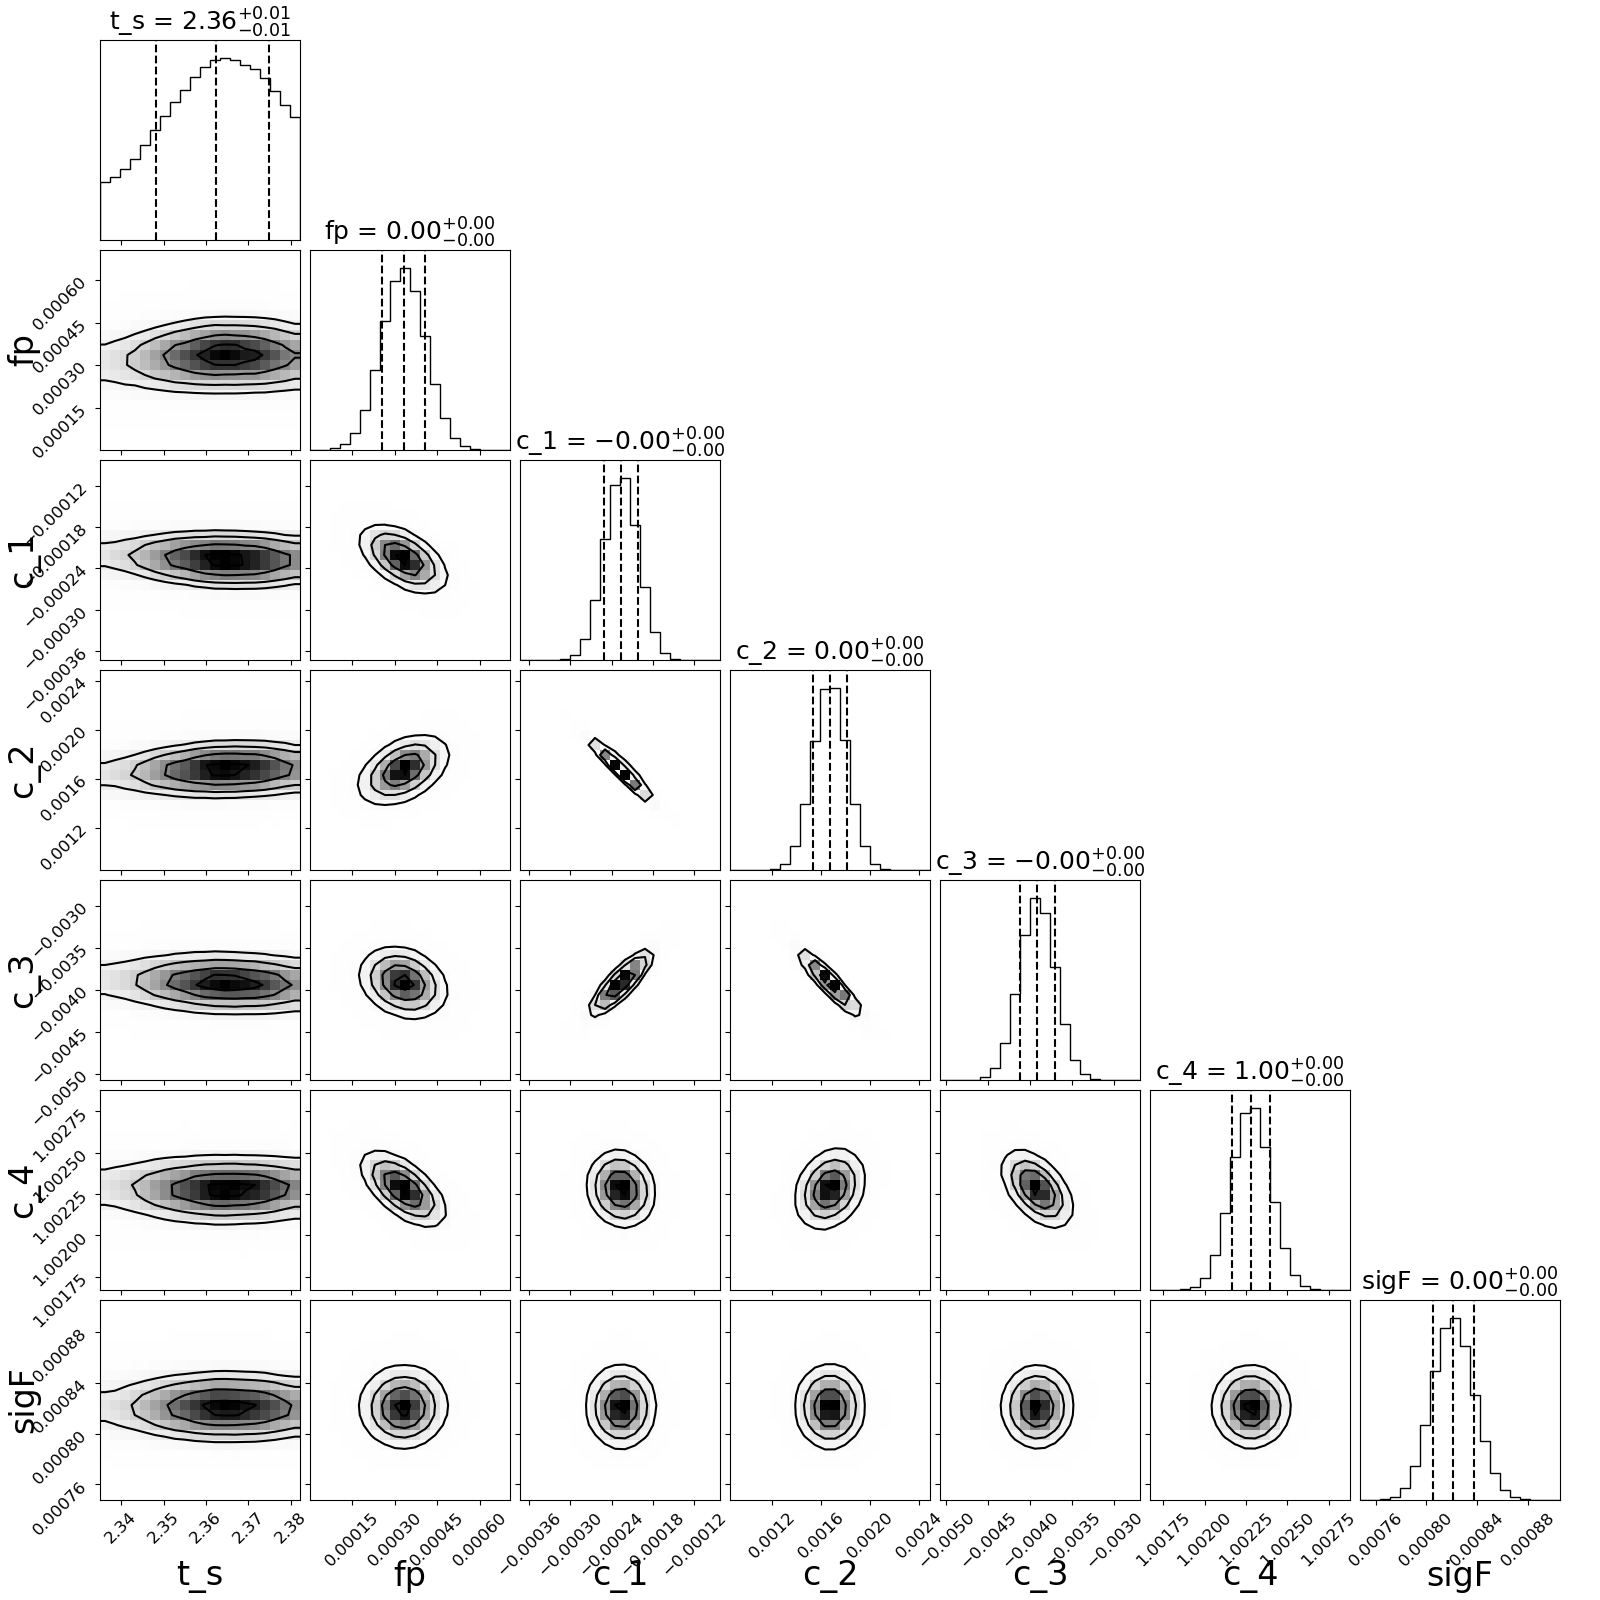 t_s = 2.36+0.01−0.01
fp = 0.00+0.00−0.00
0.00060
0.00045
0.00030
0.00015
fp
c_1 = −0.00+0.00−0.00
−0.00012
−0.00018
−0.00024
−0.00030
−0.00036
c_1
c_2 = 0.00+0.00−0.00
0.0024
0.0020
0.0016
0.0012
c_2
c_3 = −0.00+0.00−0.00
−0.0030
−0.0035
−0.0040
−0.0045
−0.0050
c_3
c_4 = 1.00+0.00−0.00
1.00275
1.00250
1.00225
1.00200
1.00175
c_4
sigF = 0.00+0.00−0.00
0.00088
0.00084
0.00080
0.00076
sigF
2.34 2.35 2.36 2.37 2.38
t_s
0.00015 0.00030 0.00045 0.00060
fp
−0.00036 −0.00030 −0.00024 −0.00018 −0.00012
c_1
0.0012 0.0016 0.0020 0.0024
c_2
−0.0050 −0.0045 −0.0040 −0.0035 −0.0030
c_3
1.00175 1.00200 1.00225 1.00250 1.00275
c_4
0.00076 0.00080 0.00084 0.00088
sigF